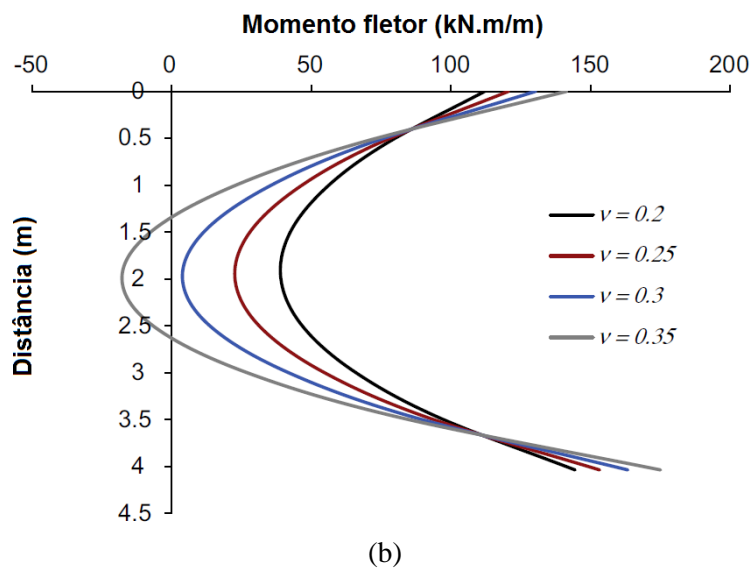 Momento fletor (kN.m/m)
-50 0 50 100 150 200
0
0.5
1
1.5
2
2.5
3
3.5
4
4.5
Distância (m)
ν = 0.2
ν = 0.25
ν = 0.3
ν = 0.35
(b)